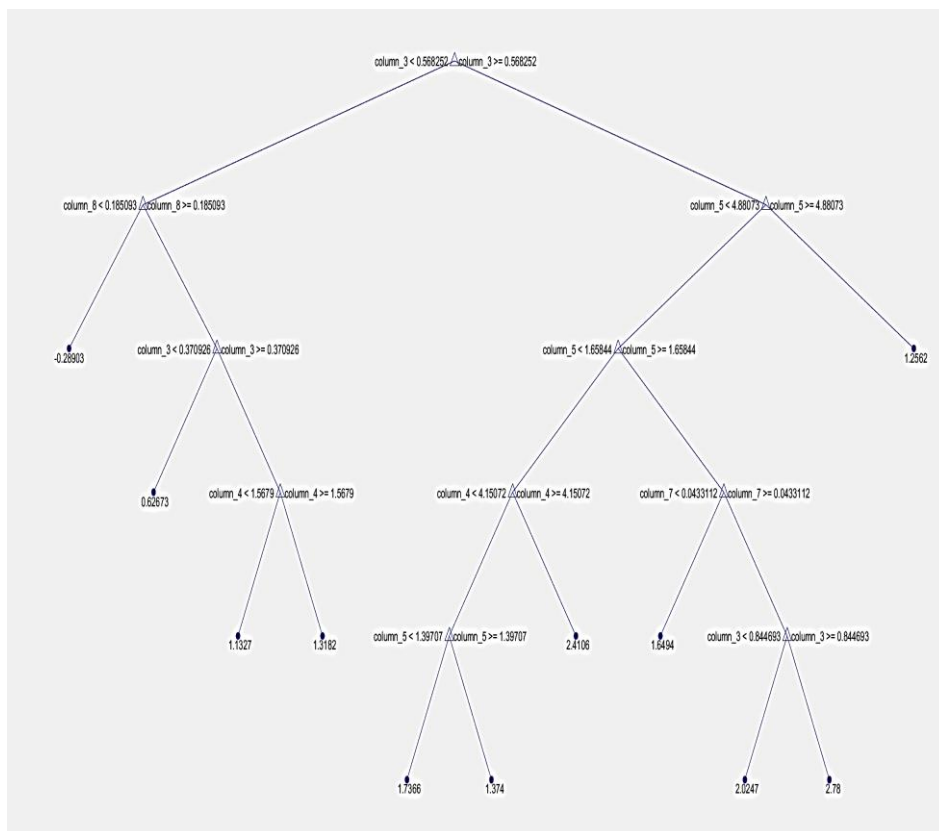 column_3 < 0.568252 column_3 >= 0.568252
column_8 < 0.185093 column_8 >= 0.185093
column_5 < 4.88073 column_5 >= 4.88073
-0.28903
column_3 < 0.370926 column_3 >= 0.370926
column_5 < 1.65844 column_5 >= 1.65844
1.2562
0.62673
column_4 < 1.5679 column_4 >= 1.5679
column_4 < 4.15072 column_4 >= 4.15072
column_7 < 0.0433112 column_7 >= 0.0433112
1.1327
1.3182
column_5 < 1.39707 column_5 >= 1.39707
2.4106
1.6494
column_3 < 0.844693 column_3 >= 0.844693
1.7366
1.374
2.0247
2.78